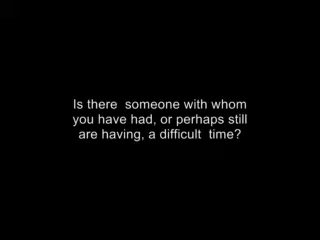 Is there  someone with whom
you have had, or perhaps still
are having, a difficult  time?